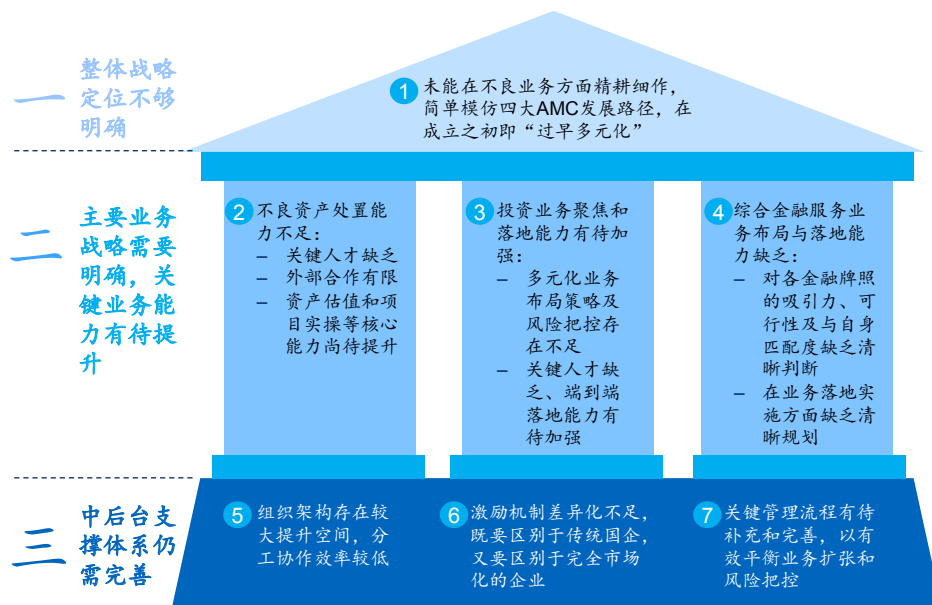 一
整体战略
定位不够
明确
1
未能在不良业务方面精耕细作,
简单模仿四大AMC发展路径，在
成立之初即“过早多元化”
二
主要业务
战略需要
明确，关
键业务能
力有待提
升
2
不良资产处置能
力不足：
– 关键人才缺乏
– 外部合作有限
– 资产估值和项
目实操等核心
能力尚待提升
3
投资业务聚焦和
落地能力有待加
强：
– 多元化业务
布局策略及
风险把控存
在不足
– 关键人才缺
乏、端到端
落地能力有
待加强
4
综合金融服务业
务布局与落地能
力缺乏：
– 对各金融牌照
的吸引力、可
行性及与自身
匹配度缺乏清
晰判断
– 在业务落地实
施方面缺乏清
晰规划
三
中后台支
撑体系仍
需完善
5
组织架构存在较
大提升空间，分
工协作效率较低
6
激励机制差异化不足，
既要区别于传统国企，
又要区别于完全市场
化的企业
7
关键管理流程有待
补充和完善，以有
效平衡业务扩张和
风险把控